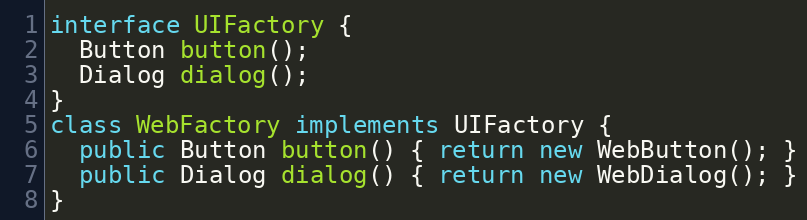 1 interface UIFactory {
2   Button button();
3   Dialog dialog();
4 }
5 class WebFactory implements UIFactory {
6   public Button button() { return new WebButton(); }
7   public Dialog dialog() { return new WebDialog(); }
8 }